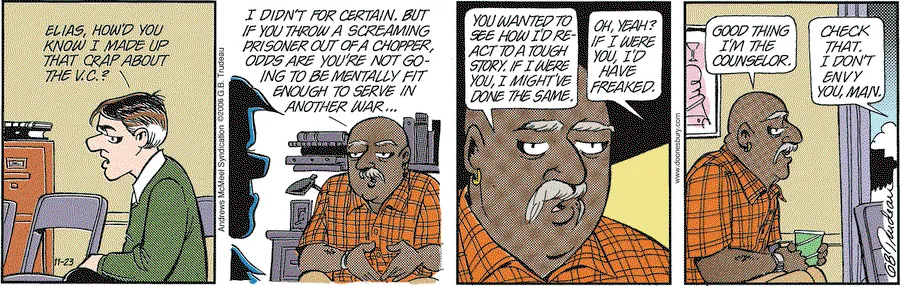 ELIAS, HOW'D YOU
KNOW I MADE UP
THAT CRAP ABOUT
THE V.C.?
11-23
Andrews McMeel Syndication ©2006 G.B. Trudeau
I DIDN'T FOR CERTAIN. BUT
IF YOU THROW A SCREAMING
PRISONER OUT OF A CHOPPER,
ODDS ARE YOU'RE NOT GO-
ING TO BE MENTALLY FIT
ENOUGH TO SERVE IN
ANOTHER WAR...
YOU WANTED TO
SEE HOW I'D RE-
ACT TO A TOUGH
STORY. IF I WERE
YOU, I MIGHT'VE
DONE THE SAME.
OH, YEAH?
IF I WERE
YOU, I'D
HAVE
FREAKED.
www.doonesbury.com
GOOD THING
I'M THE
COUNSELOR.
CHECK
THAT.
I DON'T
ENVY
YOU, MAN.
GBTrudeau